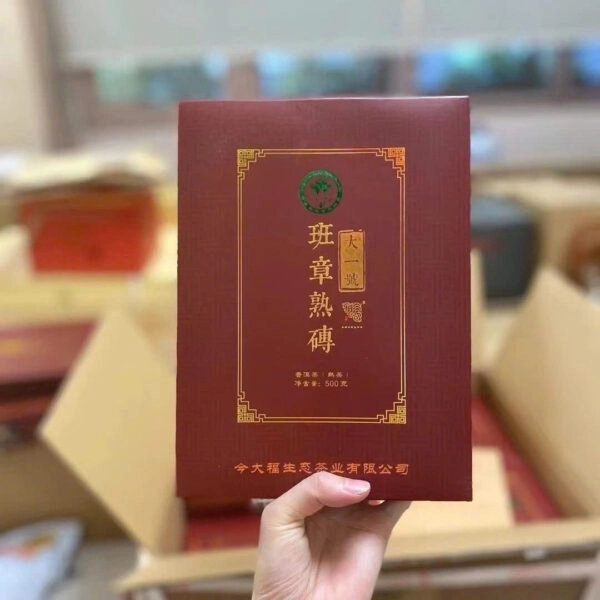 大一號
班章熟磚
普洱茶（熟茶）
净含量：500克
今大福生态茶业有限公司